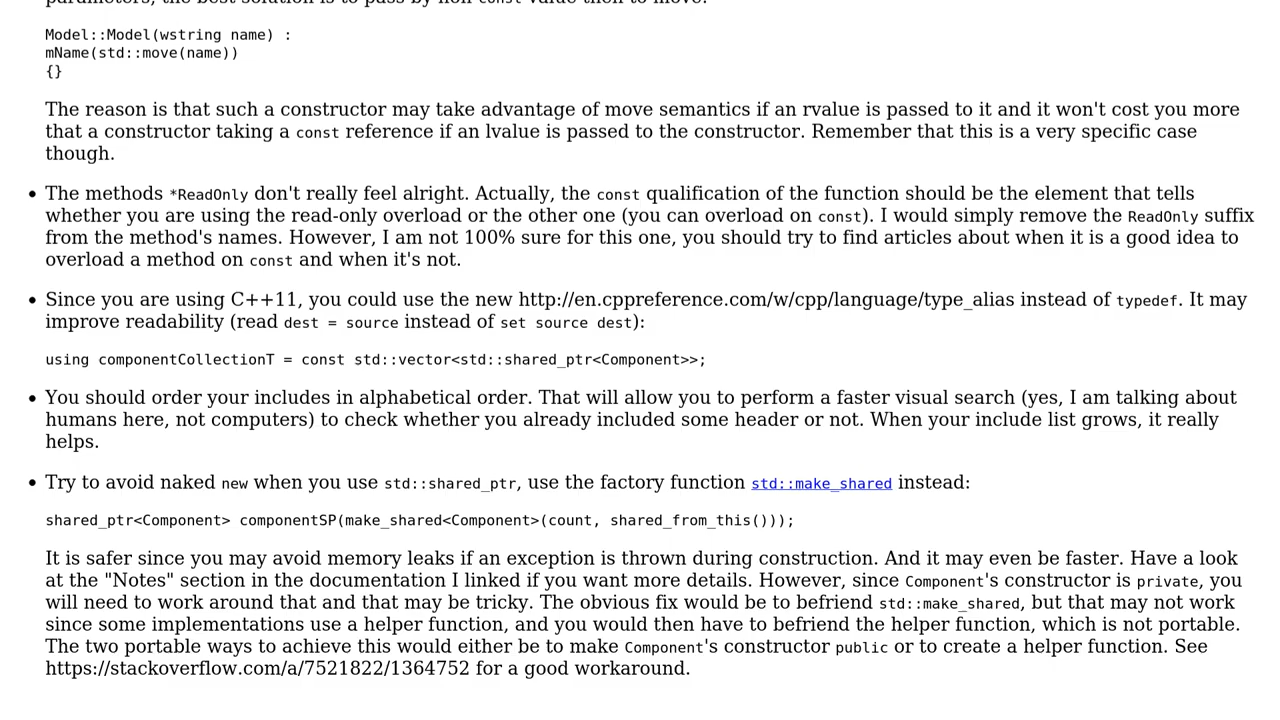 parameters, the best solution is to pass by non const value then to move:
Model::Model(wstring name) :
mName(std::move(name))
{}
The reason is that such a constructor may take advantage of move semantics if an rvalue is passed to it and it won't cost you more
that a constructor taking a const reference if an lvalue is passed to the constructor. Remember that this is a very specific case
though.
• The methods *ReadOnly don't really feel alright. Actually, the const qualification of the function should be the element that tells
whether you are using the read-only overload or the other one (you can overload on const). I would simply remove the ReadOnly suffix
from the method's names. However, I am not 100% sure for this one, you should try to find articles about when it is a good idea to
overload a method on const and when it's not.
• Since you are using C++11, you could use the new http://en.cppreference.com/w/cpp/language/type_alias instead of typedef. It may
improve readability (read dest = source instead of set source dest):
using componentCollectionT = const std::vector<std::shared_ptr<Component>>;
• You should order your includes in alphabetical order. That will allow you to perform a faster visual search (yes, I am talking about
humans here, not computers) to check whether you already included some header or not. When your include list grows, it really
helps.
• Try to avoid naked new when you use std::shared_ptr, use the factory function std::make_shared instead:
shared_ptr<Component> componentSP(make_shared<Component>(count, shared_from_this()));
It is safer since you may avoid memory leaks if an exception is thrown during construction. And it may even be faster. Have a look
at the "Notes" section in the documentation I linked if you want more details. However, since Component's constructor is private, you
will need to work around that and that may be tricky. The obvious fix would be to befriend std::make_shared, but that may not work
since some implementations use a helper function, and you would then have to befriend the helper function, which is not portable.
The two portable ways to achieve this would either be to make Component's constructor public or to create a helper function. See
https://stackoverflow.com/a/7521822/1364752 for a good workaround.